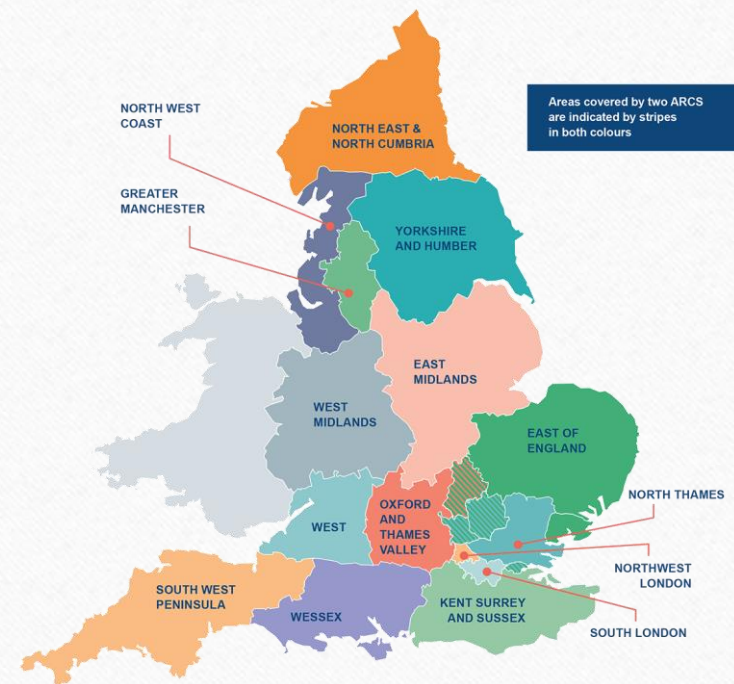 NORTH WEST
COAST
GREATER
MANCHESTER
NORTH EAST &
NORTH CUMBRIA
Areas covered by two ARCS
are indicated by stripes
in both colours
YORKSHIRE
AND HUMBER
EAST
MIDLANDS
WEST
MIDLANDS
EAST OF
ENGLAND
NORTH THAMES
OXFORD
AND
THAMES
VALLEY
WEST
NORTHWEST
LONDON
SOUTH WEST
PENINSULA
WESSEX
KENT SURREY
AND SUSSEX
SOUTH LONDON